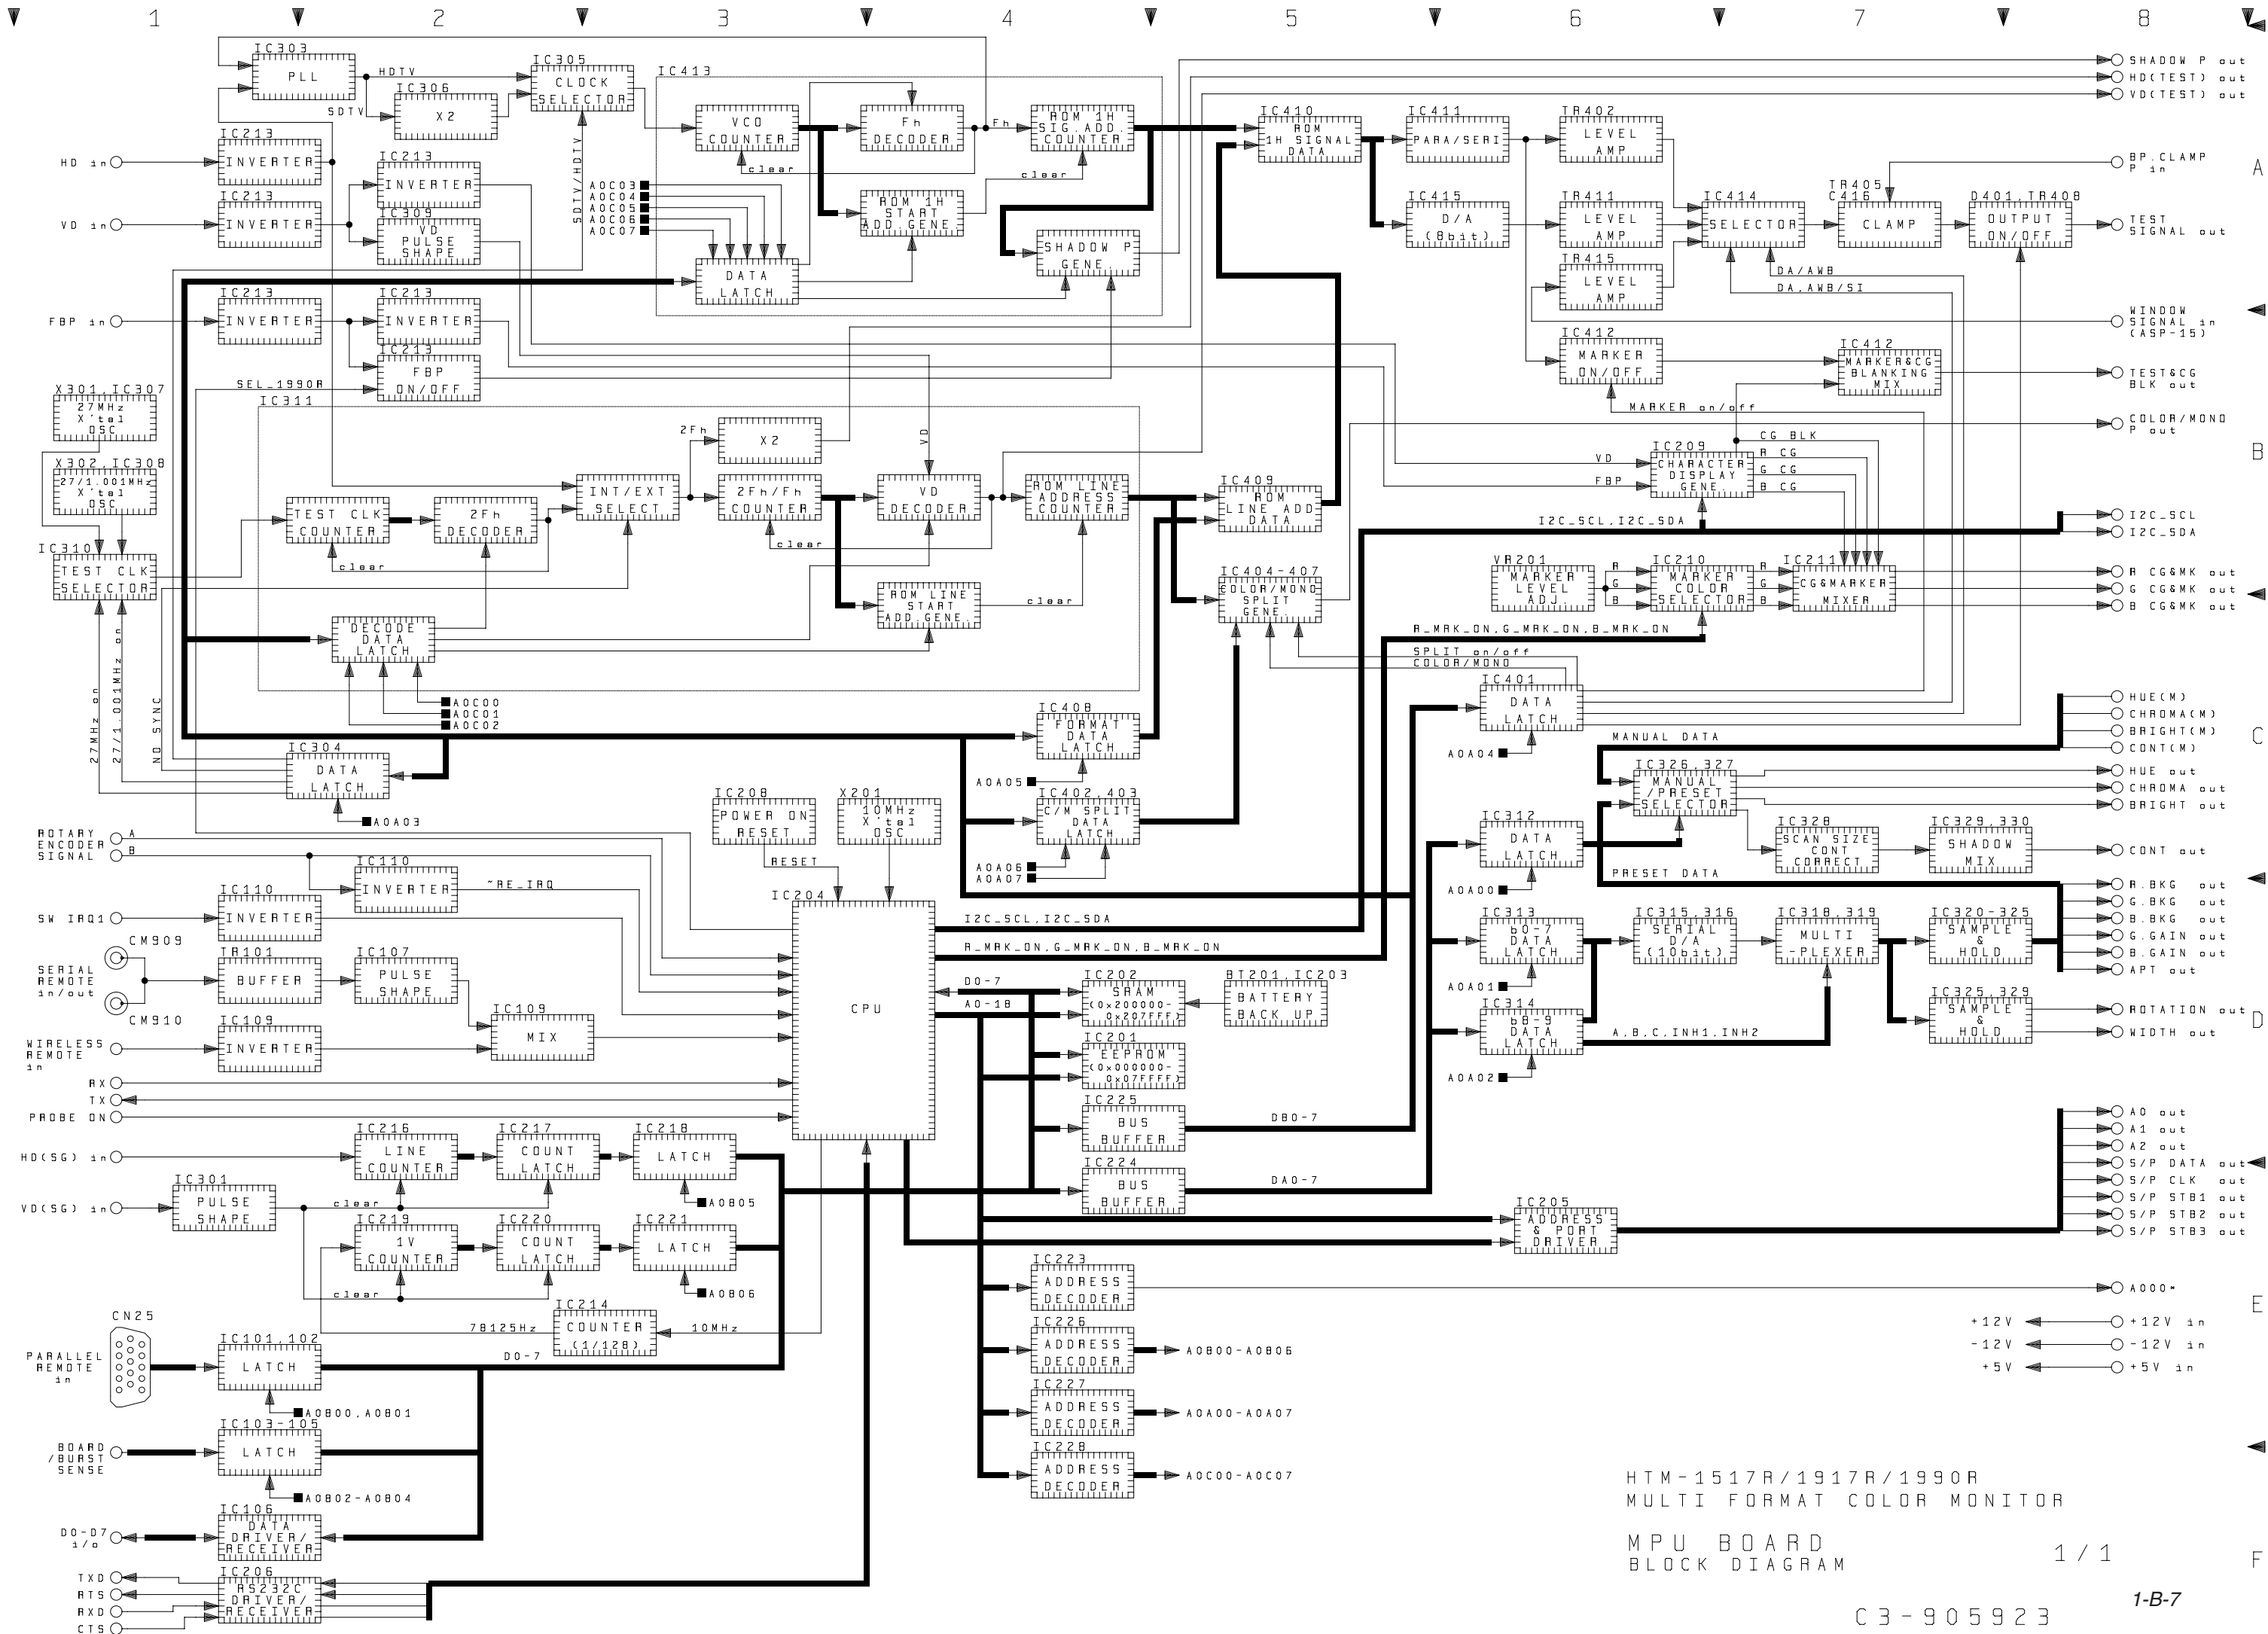 1 2 3 4 5 6 7 8
A
B
C
D
E
F
IC303
PLL
HDTV
SDTV
IC306
X2
IC305
CLOCK
SELECTOR
IC413
VCO
COUNTER
Fh
DECODER
Fh
ROM 1H
SIG.ADD.
COUNTER
clear
clear
ROM 1H
START
ADD.GENE.
A0C03
A0C04
A0C05
A0C06
A0C07
DATA
LATCH
SHADOW P
GENE.
SDTV/HDTV
HD in
IC213
INVERTER
VD in
IC213
INVERTER
IC213
INVERTER
IC309
VD
PULSE
SHAPE
FBP in
IC213
INVERTER
IC213
INVERTER
IC213
FBP
ON/OFF
SEL_1990R
IC410
ROM
1H SIGNAL
DATA
IC411
PARA/SERI
TR402
LEVEL
AMP
IC415
D/A
(8bit)
TR411
LEVEL
AMP
TR415
LEVEL
AMP
IC414
SELECTOR
DA/AWB
DA,AWB/SI
TR405
C416
CLAMP
D401,TR408
OUTPUT
ON/OFF
IC412
MARKER
ON/OFF
MARKER on/off
IC412
MARKER&CG
BLANKING
MIX
SHADOW P out
HD(TEST) out
VD(TEST) out
BP.CLAMP
P in
TEST
SIGNAL out
WINDOW
SIGNAL in
(ASP-15)
TEST&CG
BLK out
COLOR/MONO
P out
X301,IC307
27MHz
X'tal
OSC
X302,IC308
27/1.001MHz
X'tal
OSC
IC310
TEST CLK
SELECTOR
27MHz on
27/1.001MHz on
NO SYNC
IC311
TEST CLK
COUNTER
2Fh
DECODER
clear
INT/EXT
SELECT
2Fh
X2
2Fh/Fh
COUNTER
clear
VD
VD
DECODER
ROM LINE
ADDRESS
COUNTER
ROM LINE
START
ADD.GENE.
clear
DECODE
DATA
LATCH
A0C00
A0C01
A0C02
IC409
ROM
LINE ADD
DATA
IC404-407
COLOR/MONO
SPLIT
GENE.
VD
FBP
IC209
CHARACTER
DISPLAY
GENE.
CG BLK
R CG
G CG
B CG
I2C_SCL,I2C_SDA
I2C_SCL
I2C_SDA
VR201
MARKER
LEVEL
ADJ.
R
G
B
IC210
MARKER
COLOR
SELECTOR
R
G
B
IC211
CG&MARKER
MIXER
R CG&MK out
G CG&MK out
B CG&MK out
R_MRK_ON,G_MRK_ON,B_MRK_ON
SPLIT on/off
COLOR/MONO
IC401
DATA
LATCH
A0A04
IC304
DATA
LATCH
A0A03
IC408
FORMAT
DATA
LATCH
A0A05
IC402,403
C/M SPLIT
DATA
LATCH
A0A06
A0A07
HUE(M)
CHROMA(M)
BRIGHT(M)
CONT(M)
MANUAL DATA
IC326,327
MANUAL
/PRESET
SELECTOR
HUE out
CHROMA out
BRIGHT out
IC312
DATA
LATCH
A0A00
IC328
SCAN SIZE
CONT
CORRECT
IC329,330
SHADOW
MIX
CONT out
PRESET DATA
R.BKG out
G.BKG out
B.BKG out
G.GAIN out
B.GAIN out
APT out
IC313
b0-7
DATA
LATCH
A0A01
IC315,316
SERIAL
D/A
(10bit)
IC318,319
MULTI
-PLEXER
IC320-325
SAMPLE
&
HOLD
IC314
b8-9
DATA
LATCH
A0A02
A,B,C,INH1,INH2
IC325,329
SAMPLE
&
HOLD
ROTATION out
WIDTH out
ROTARY
ENCODER
SIGNAL
A
B
IC110
INVERTER
~RE_IRQ
SW IRQ1
IC110
INVERTER
CM909
SERIAL
REMOTE
in/out
CM910
TR101
BUFFER
IC107
PULSE
SHAPE
WIRELESS
REMOTE
in
IC109
INVERTER
IC109
MIX
RX
TX
PROBE ON
IC208
POWER ON
RESET
RESET
X201
10MHz
X'tal
OSC
IC204
CPU
I2C_SCL,I2C_SDA
R_MRK_ON,G_MRK_ON,B_MRK_ON
D0-7
A0-18
IC202
SRAM
(0x200000-
0x207FFF)
BT201,IC203
BATTERY
BACK UP
IC201
EEPROM
(0x000000-
0x07FFFF)
IC225
BUS
BUFFER
DB0-7
IC224
BUS
BUFFER
DA0-7
HD(SG) in
IC216
LINE
COUNTER
IC217
COUNT
LATCH
IC218
LATCH
A0B05
VD(SG) in
IC301
PULSE
SHAPE
clear
IC219
1V
COUNTER
IC220
COUNT
LATCH
IC221
LATCH
A0B06
clear
IC214
COUNTER
(1/128)
78125Hz
10MHz
IC205
ADDRESS
& PORT
DRIVER
A0 out
A1 out
A2 out
S/P DATA out
S/P CLK out
S/P STB1 out
S/P STB2 out
S/P STB3 out
IC223
ADDRESS
DECODER
A000*
IC226
ADDRESS
DECODER
A0B00-A0B06
IC227
ADDRESS
DECODER
A0A00-A0A07
IC228
ADDRESS
DECODER
A0C00-A0C07
+12V +12V in
-12V -12V in
+5V +5V in
CN25
PARALLEL
REMOTE
in
IC101,102
LATCH
D0-7
A0B00,A0B01
BOARD
/BURST
SENSE
IC103-105
LATCH
A0B02-A0B04
D0-D7
i/o
IC106
DATA
DRIVER/
RECEIVER
TXD
RTS
RXD
CTS
IC206
RS232C
DRIVER/
RECEIVER
HTM-1517R/1917R/1990R
MULTI FORMAT COLOR MONITOR
MPU BOARD
BLOCK DIAGRAM
1/1
1-B-7
C3-905923